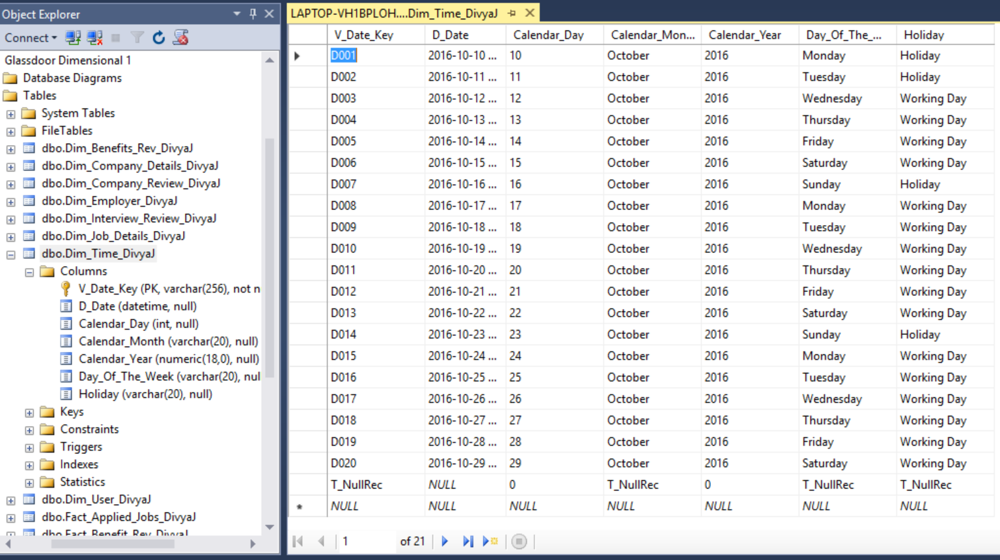 Object Explorer
Connect
Glassdoor Dimensional 1
Database Diagrams
Tables
System Tables
FileTables
dbo.Dim_Benefits_Rev_DivyaJ
dbo.Dim_Company_Details_DivyaJ
dbo.Dim_Company_Review_DivyaJ
dbo.Dim_Employer_DivyaJ
dbo.Dim_Interview_Review_DivyaJ
dbo.Dim_Job_Details_DivyaJ
dbo.Dim_Time_DivyaJ
Columns
V_Date_Key (PK, varchar(256), not n
D_Date (datetime, null)
Calendar_Day (int, null)
Calendar_Month (varchar(20), null)
Calendar_Year (numeric(18,0), null)
Day_Of_The_Week (varchar(20), nul
Holiday (varchar(20), null)
Keys
Constraints
Triggers
Indexes
Statistics
dbo.Dim_User_DivyaJ
dbo.Fact_Applied_Jobs_DivyaJ
dbo.Fact_Benefit_Rev_DivyaJ
LAPTOP-VH1BPLOH....Dim_Time_DivyaJ
V_Date_Key D_Date Calendar_Day Calendar_Mon... Calendar_Year Day_Of_The_... Holiday
D001 2016-10-10 ... 10 October 2016 Monday Holiday
D002 2016-10-11 ... 11 October 2016 Tuesday Holiday
D003 2016-10-12 ... 12 October 2016 Wednesday Working Day
D004 2016-10-13 ... 13 October 2016 Thursday Working Day
D005 2016-10-14 ... 14 October 2016 Friday Working Day
D006 2016-10-15 ... 15 October 2016 Saturday Working Day
D007 2016-10-16 ... 16 October 2016 Sunday Holiday
D008 2016-10-17 ... 17 October 2016 Monday Working Day
D009 2016-10-18 ... 18 October 2016 Tuesday Working Day
D010 2016-10-19 ... 19 October 2016 Wednesday Working Day
D011 2016-10-20 ... 20 October 2016 Thursday Working Day
D012 2016-10-21 ... 21 October 2016 Friday Working Day
D013 2016-10-22 ... 22 October 2016 Saturday Working Day
D014 2016-10-23 ... 23 October 2016 Sunday Holiday
D015 2016-10-24 ... 24 October 2016 Monday Working Day
D016 2016-10-25 ... 25 October 2016 Tuesday Working Day
D017 2016-10-26 ... 26 October 2016 Wednesday Working Day
D018 2016-10-27 ... 27 October 2016 Thursday Working Day
D019 2016-10-28 ... 28 October 2016 Friday Working Day
D020 2016-10-29 ... 29 October 2016 Saturday Working Day
T_NullRec NULL 0 T_NullRec 0 T_NullRec T_NullRec
NULL NULL NULL NULL NULL NULL NULL
1 of 21